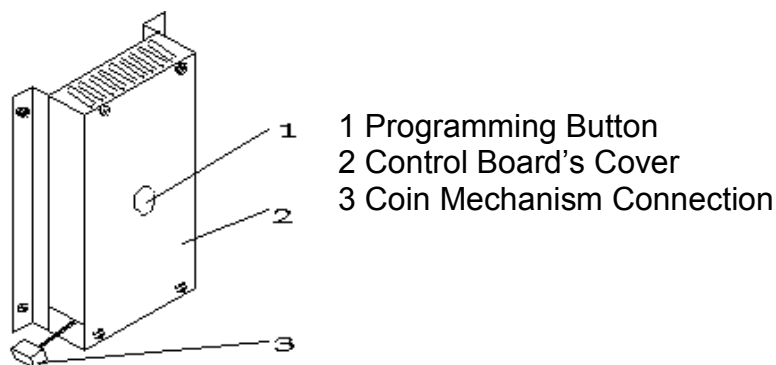 1
2
3
1 Programming Button
2 Control Board’s Cover
3 Coin Mechanism Connection